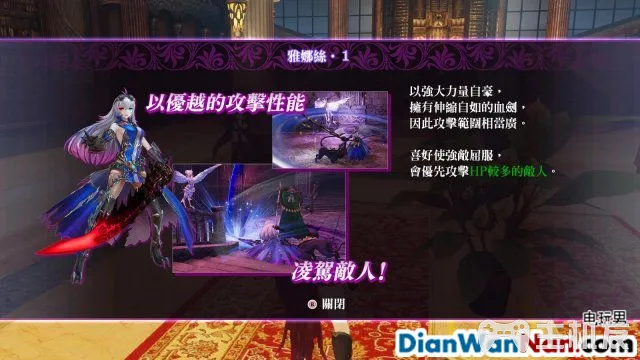 雅娜絲・1
以優越的攻擊性能
以強大力量自豪，
擁有伸縮自如的血劍，
因此攻擊範圍相當廣。
喜好使強敵屈服，
會優先攻擊HP較多的敵人。
凌駕敵人!
關閉
电玩男
DianWanNan.com